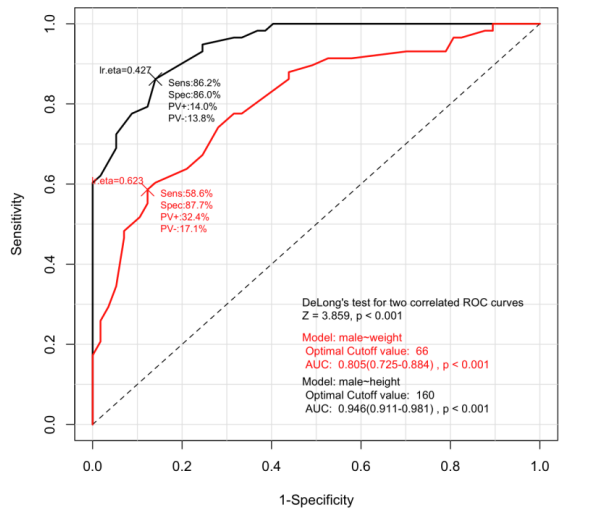 1.0
0.8
0.6
0.4
0.2
0.0
Sensitivity
lr.eta=0.427
Sens:86.2%
Spec:86.0%
PV+:14.0%
PV-:13.8%
lr.eta=0.623
Sens:58.6%
Spec:87.7%
PV+:32.4%
PV-:17.1%
DeLong's test for two correlated ROC curves
Z = 3.859, p < 0.001
Model: male~weight
Optimal Cutoff value: 66
AUC: 0.805(0.725-0.884) , p < 0.001
Model: male~height
Optimal Cutoff value: 160
AUC: 0.946(0.911-0.981) , p < 0.001
0.0 0.2 0.4 0.6 0.8 1.0
1-Specificity